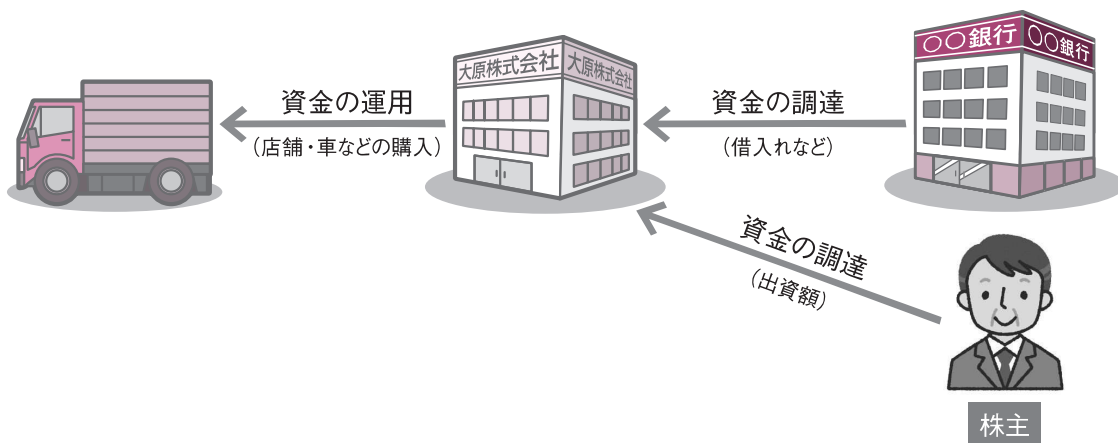 ○○銀行
○○銀行
大原株式会社
大原株式会社
資金の運用
(店舗・車などの購入)
資金の調達
(借入れなど)
資金の調達
(出資額)
株主